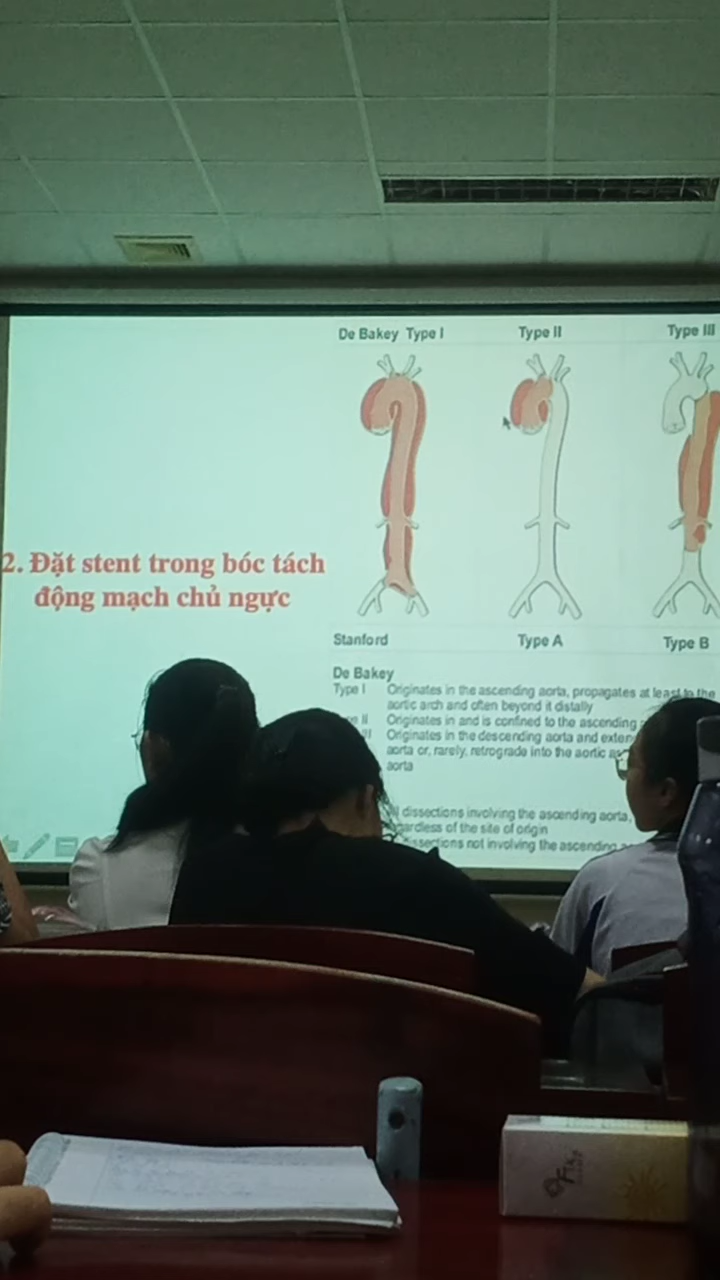 De Bakey Type I
Type II
Type III
2. Đặt stent trong bóc tách
động mạch chủ ngực
Stanford
Type A
Type B
De Bakey
Type I Originates in the ascending aorta, propagates at least to the
aortic arch and often beyond it distally
II Originates in and is confined to the ascending
Originates in the descending aorta and exten
aorta or, rarely, retrograde into the aortic
aorta
dissections involving the ascending aorta,
regardless of the site of origin
not involving the ascending